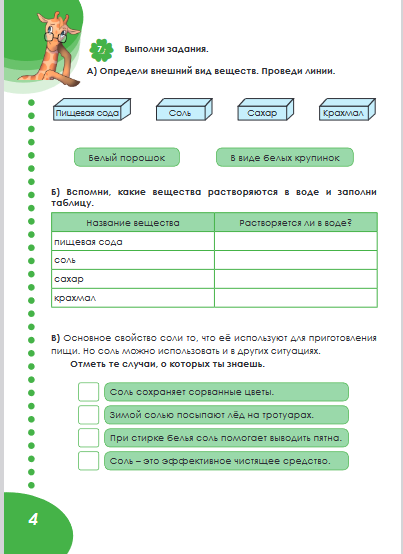 7.
Выполни задания.
А) Определи внешний вид веществ. Проведи линии.
Пищевая сода
Соль
Сахар
Крахмал
Белый порошок
В виде белых крупинок
Б) Вспомни, какие вещества растворяются в воде и заполни
таблицу.
Название вещества
Растворяется ли в воде?
пищевая сода
соль
сахар
крахмал
В) Основное свойство соли то, что её используют для приготовления
пищи. Но соль можно использовать и в других ситуациях.
Отметь те случаи, о которых ты знаешь.
Соль сохраняет сорванные цветы.
Зимой солью посыпают лёд на тротуарах.
При стирке белья соль помогает выводить пятна.
Соль – это эффективное чистящее средство.
4